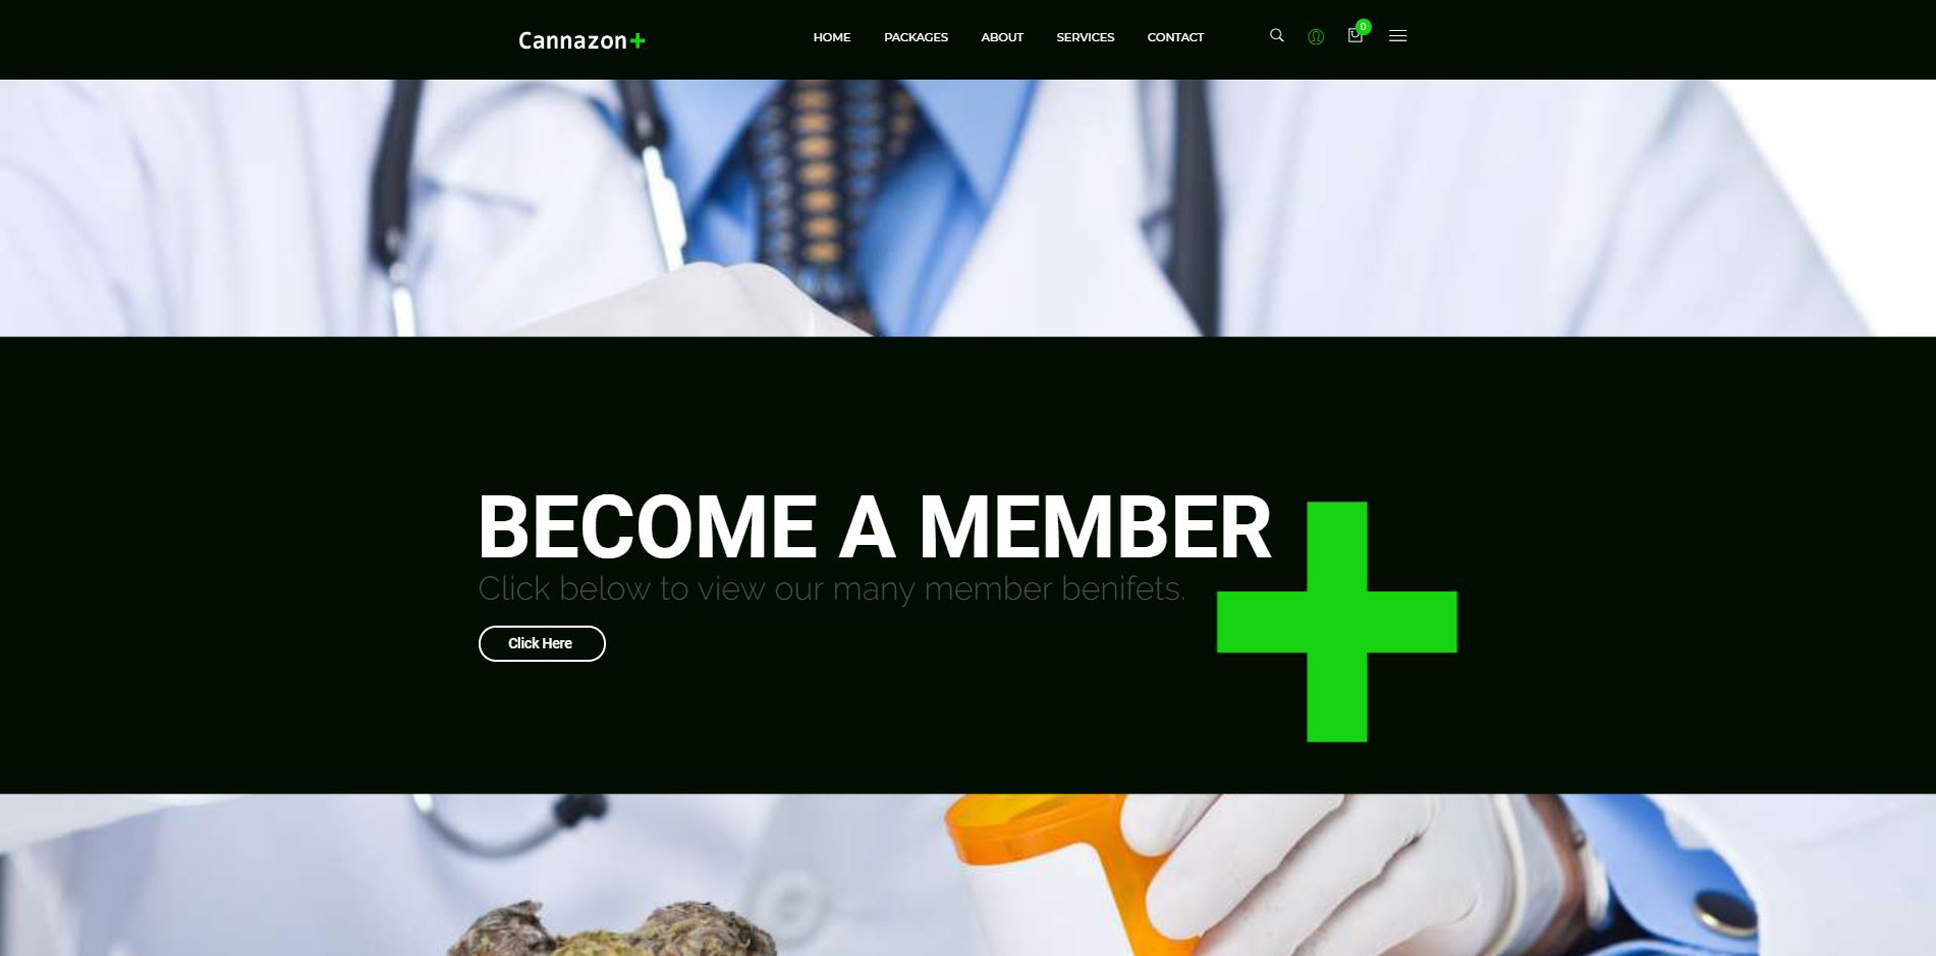 Cannazon+
HOME PACKAGES ABOUT SERVICES CONTACT
0
BECOME A MEMBER
Click below to view our many member benifets.
Click Here